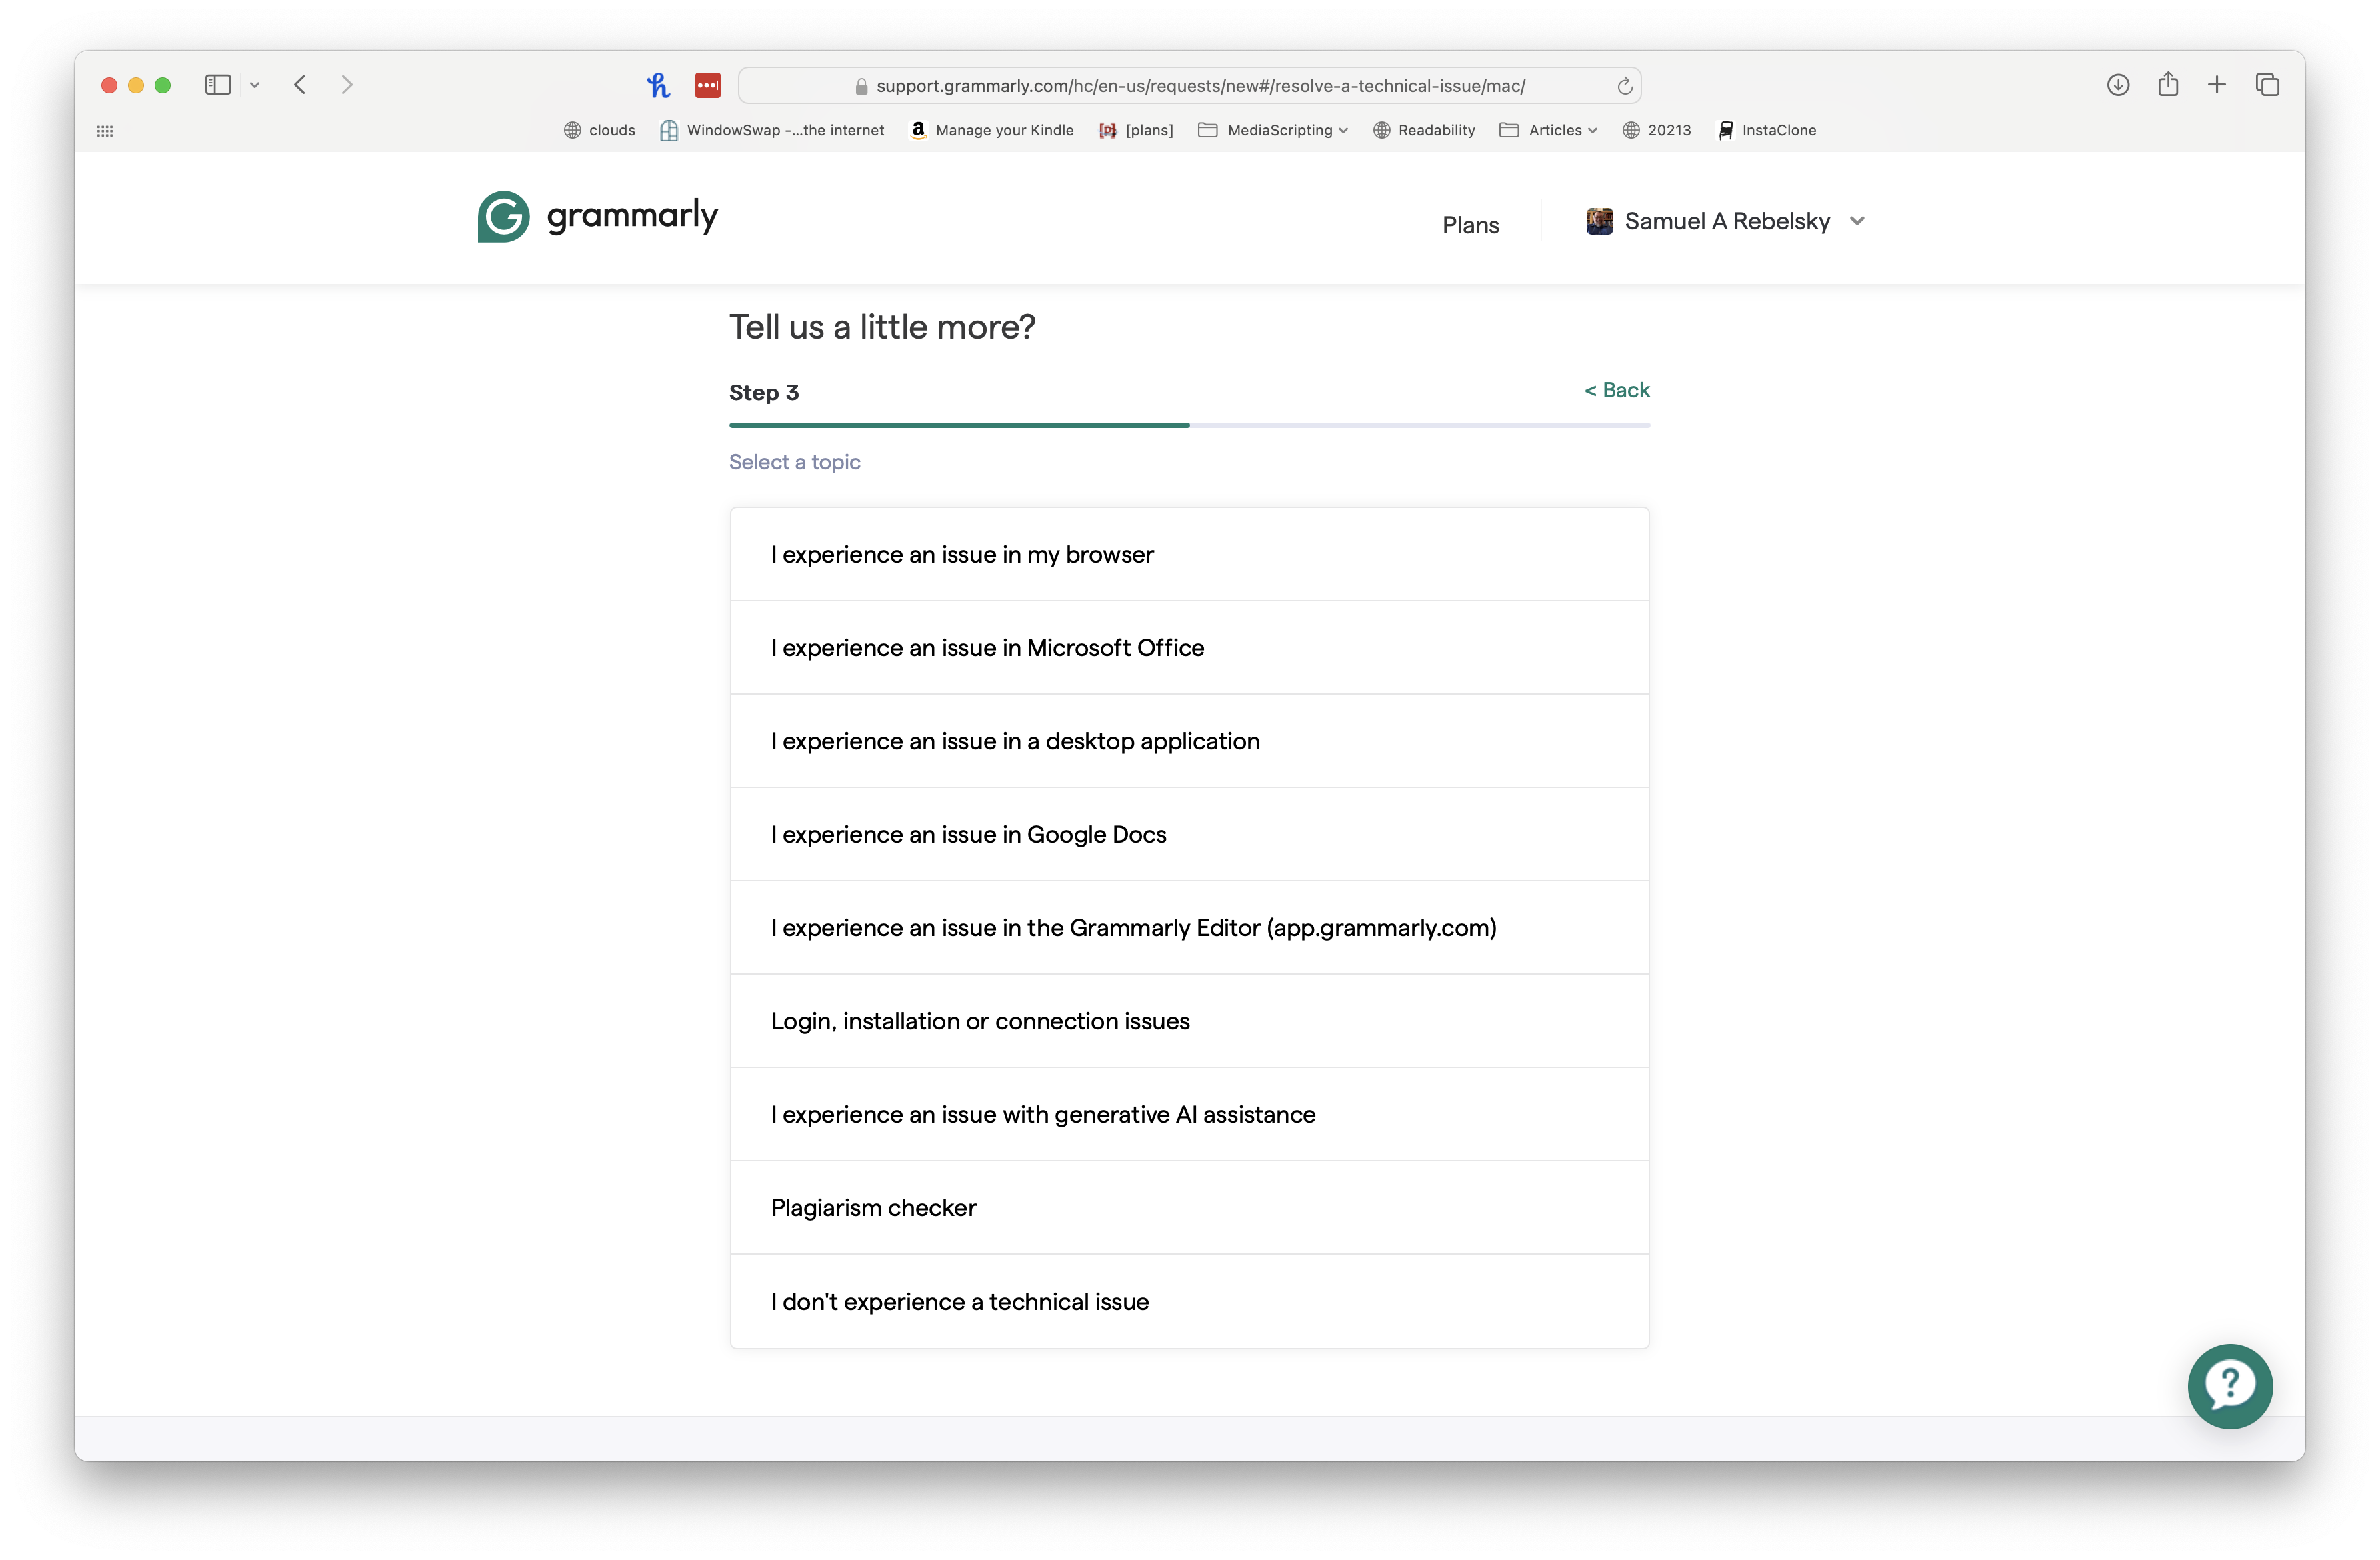 support.grammarly.com/hc/en-us/requests/new#/resolve-a-technical-issue/mac/
clouds WindowSwap -...the internet Manage your Kindle [plans] MediaScripting Readability Articles 20213 InstaClone
grammarly
Plans
Samuel A Rebelsky
Tell us a little more?
Step 3
< Back
Select a topic
I experience an issue in my browser
I experience an issue in Microsoft Office
I experience an issue in a desktop application
I experience an issue in Google Docs
I experience an issue in the Grammarly Editor (app.grammarly.com)
Login, installation or connection issues
I experience an issue with generative AI assistance
Plagiarism checker
I don't experience a technical issue